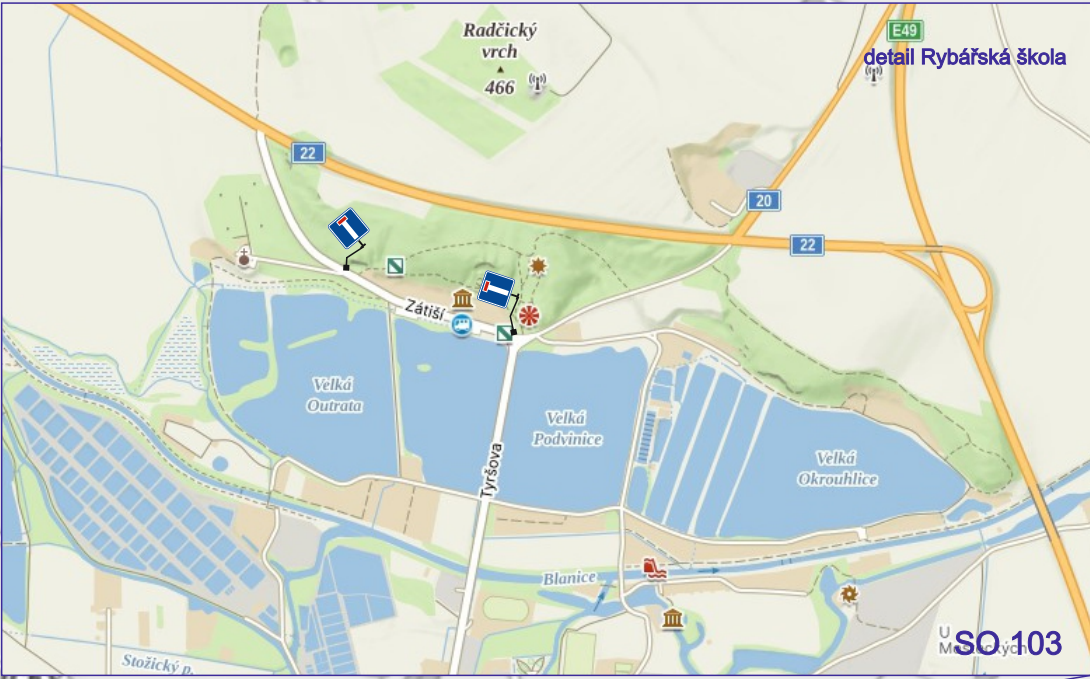 Radčický
vrch
466
E49
detail Rybářská škola
22
20
22
Zátiší
Velká
Outrata
Velká
Podvinice
Tyršova
Velká
Okrouhlice
Blanice
Stožický p.
U
SO 103